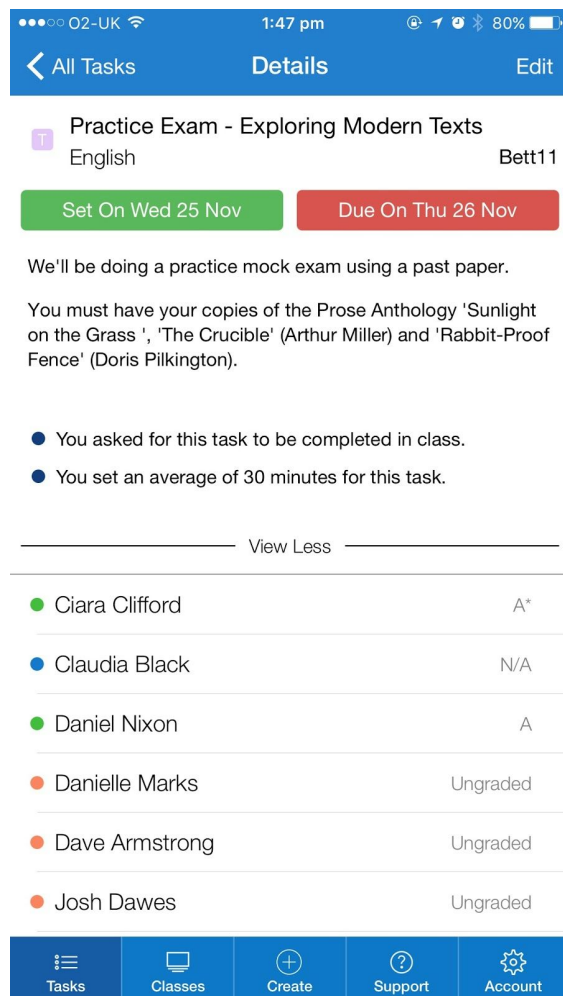 O2-UK 1:47 pm 80%
All Tasks Details Edit
T Practice Exam - Exploring Modern Texts
English Bett11
Set On Wed 25 Nov Due On Thu 26 Nov
We'll be doing a practice mock exam using a past paper.
You must have your copies of the Prose Anthology 'Sunlight
on the Grass ', 'The Crucible' (Arthur Miller) and 'Rabbit-Proof
Fence' (Doris Pilkington).
You asked for this task to be completed in class.
You set an average of 30 minutes for this task.
View Less
Ciara Clifford A*
Claudia Black N/A
Daniel Nixon A
Danielle Marks Ungraded
Dave Armstrong Ungraded
Josh Dawes Ungraded
Tasks Classes Create Support Account